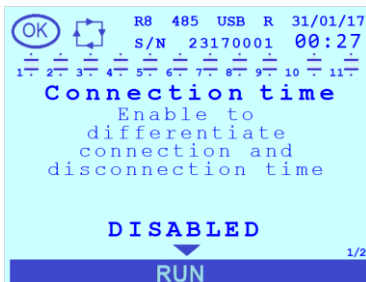 OK R8 485 USB R 31/01/17
S/N 23170001 00:27
1 2 3 4 5 6 7 8 9 10 11
Connection time
Enable to
differentiate
connection and
disconnection time
DISABLED
1/2
RUN